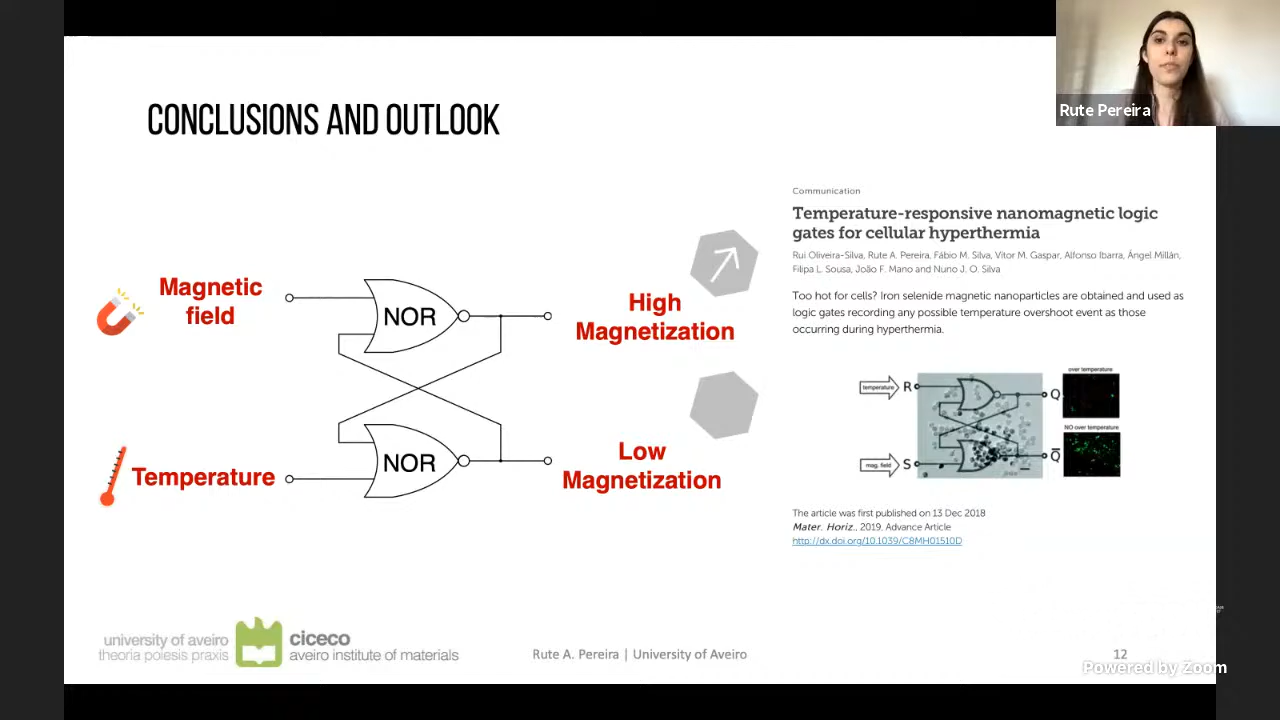 Rute Pereira
CONCLUSIONS AND OUTLOOK
Magnetic
field
NOR
High
Magnetization
Temperature
NOR
Low
Magnetization
Communication
Temperature-responsive nanomagnetic logic
gates for cellular hyperthermia
Rui Oliveira-Silva, Rute A. Pereira, Fábio M. Silva, Vítor M. Gaspar, Alfonso Ibarra, Ángel Millán,
Filipa L. Sousa, João F. Mano and Nuno J. O. Silva
Too hot for cells? Iron selenide magnetic nanoparticles are obtained and used as
logic gates recording any possible temperature overshoot event as those
occurring during hyperthermia.
over temperature
temperature R Q
NO over temperature
mag. field S Q̅
The article was first published on 13 Dec 2018
Mater. Horiz., 2019, Advance Article
http://dx.doi.org/10.1039/C8MH01510D
university of aveiro
theoria poiesis praxis
ciceco
aveiro institute of materials
Rute A. Pereira | University of Aveiro
12
Powered by Zoom